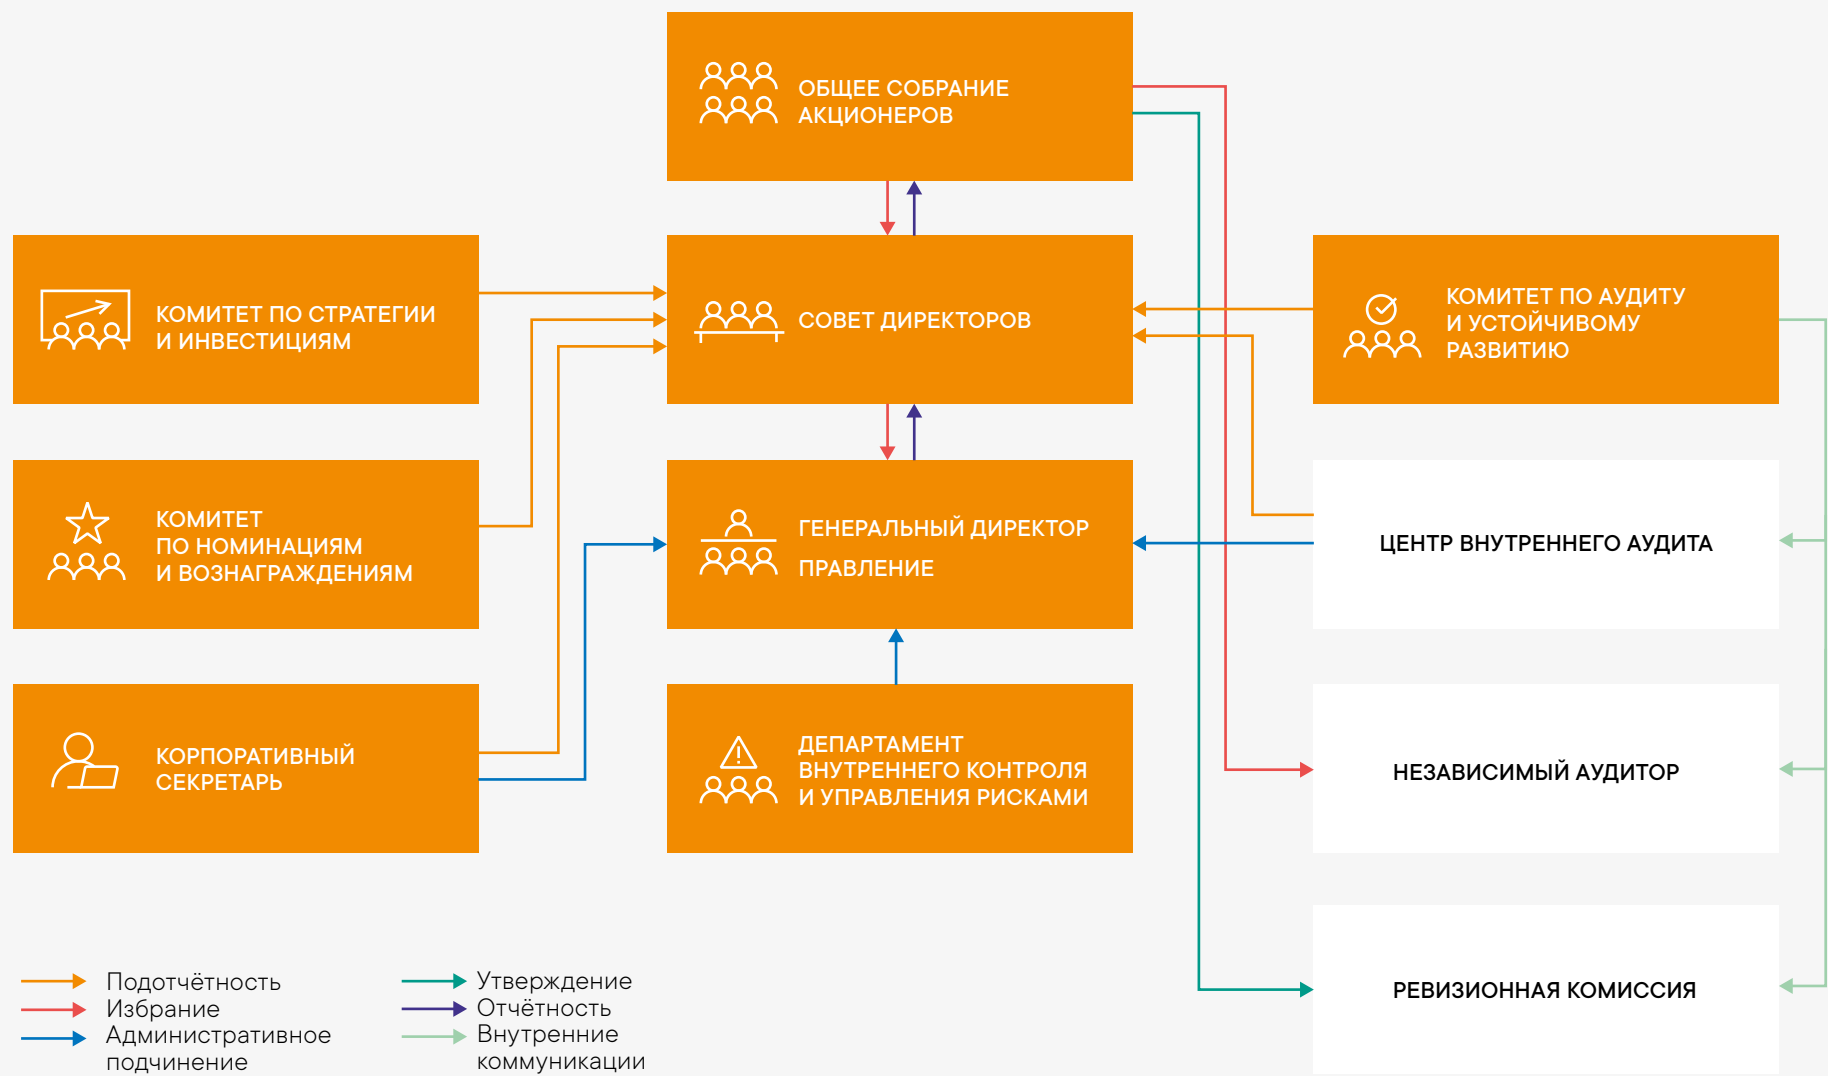 ОБЩЕЕ СОБРАНИЕ
АКЦИОНЕРОВ
КОМИТЕТ ПО СТРАТЕГИИ
И ИНВЕСТИЦИЯМ
СОВЕТ ДИРЕКТОРОВ
КОМИТЕТ ПО АУДИТУ
И УСТОЙЧИВОМУ
РАЗВИТИЮ
КОМИТЕТ
ПО НОМИНАЦИЯМ
И ВОЗНАГРАЖДЕНИЯМ
ГЕНЕРАЛЬНЫЙ ДИРЕКТОР
ПРАВЛЕНИЕ
ЦЕНТР ВНУТРЕННЕГО АУДИТА
КОРПОРАТИВНЫЙ
СЕКРЕТАРЬ
ДЕПАРТАМЕНТ
ВНУТРЕННЕГО КОНТРОЛЯ
И УПРАВЛЕНИЯ РИСКАМИ
НЕЗАВИСИМЫЙ АУДИТОР
РЕВИЗИОННАЯ КОМИССИЯ
Подотчётность
Избрание
Административное
подчинение
Утверждение
Отчётность
Внутренние
коммуникации